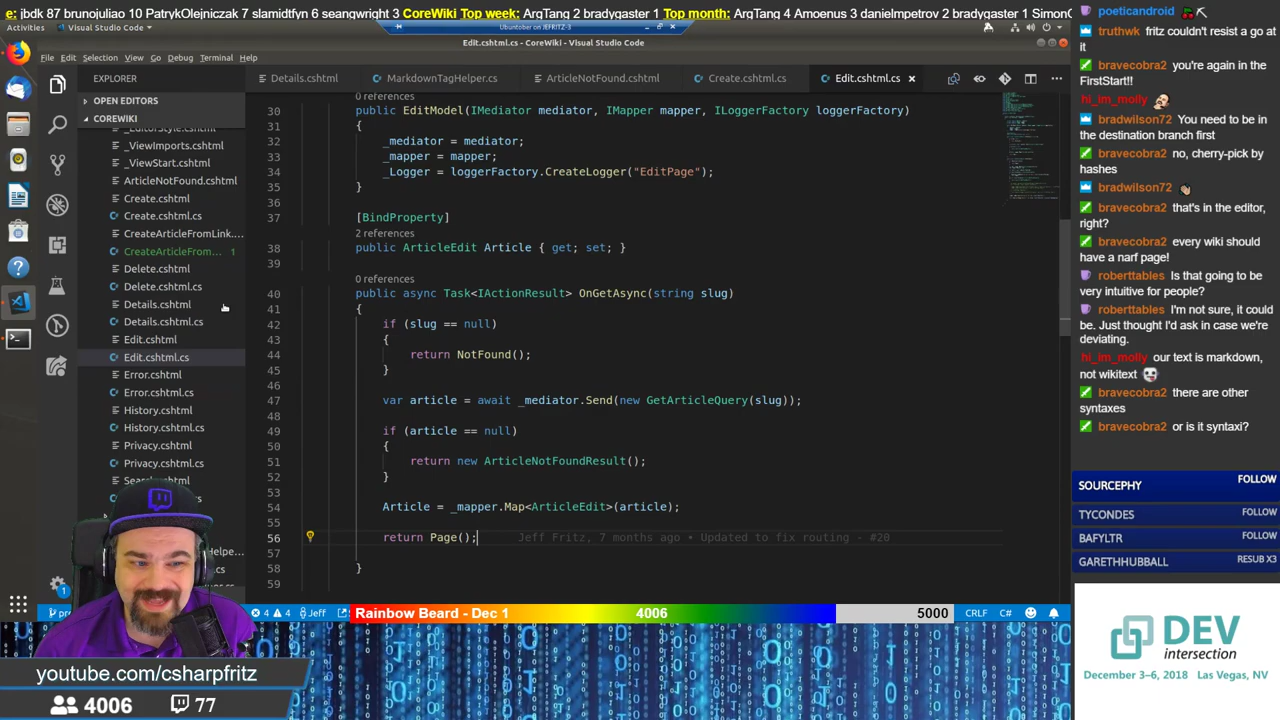 e: jbdk 87 brunojuliao 10 PatrykOlejniczak 7 slamidtfyn 6 seangwright 3 CoreWiki Top week: ArgTang 2 bradygaster 1 Top month: ArgTang 4 Amoenus 3 danielmpetrov 2 bradygaster 1 SimonG
Activities
Visual Studio Code
Ubuntober on JEFRITZ-3
Edit.cshtml.cs - CoreWiki - Visual Studio Code
File Edit Selection View Go Debug Terminal Help
EXPLORER
OPEN EDITORS
COREWIKI
_EditorStyle.cshtml
_ViewImports.cshtml
_ViewStart.cshtml
ArticleNotFound.cshtml
Create.cshtml
Create.cshtml.cs
CreateArticleFromLink....
CreateArticleFrom... 1
Delete.cshtml
Delete.cshtml.cs
Details.cshtml
Details.cshtml.cs
Edit.cshtml
Edit.cshtml.cs
Error.cshtml
Error.cshtml.cs
History.cshtml
History.cshtml.cs
Privacy.cshtml
Privacy.cshtml.cs
Details.cshtml MarkdownTagHelper.cs ArticleNotFound.cshtml Create.cshtml.cs Edit.cshtml.cs
0 references
30 public EditModel(IMediator mediator, IMapper mapper, ILoggerFactory loggerFactory)
31 {
32 _mediator = mediator;
33 _mapper = mapper;
34 _Logger = loggerFactory.CreateLogger("EditPage");
35 }
36
37 [BindProperty]
2 references
38 public ArticleEdit Article { get; set; }
39
0 references
40 public async Task<IActionResult> OnGetAsync(string slug)
41 {
42 if (slug == null)
43 {
44 return NotFound();
45 }
46
47 var article = await _mediator.Send(new GetArticleQuery(slug));
48
49 if (article == null)
50 {
51 return new ArticleNotFoundResult();
52 }
53
54 Article = _mapper.Map<ArticleEdit>(article);
55
56 return Page(); Jeff Fritz, 7 months ago • Updated to fix routing - #20
57
58 }
59
4 4 Jeff
Rainbow Beard - Dec 1 4006 5000
CRLF C#
poeticandroid
truthwk fritz couldn't resist a go at
it
bravecobra2 you're again in the
FirstStart!!
hi_im_molly
bradwilson72 You need to be
in the destination branch first
bravecobra2 no, cherry-pick by
hashes
bradwilson72
bravecobra2 that's in the editor,
right?
bravecobra2 every wiki should
have a narf page!
roberttables Is that going to be
very intuitive for people?
roberttables I'm not sure, it could
be. Just thought I'd ask in case we're
deviating.
hi_im_molly our text is markdown,
not wikitext
bravecobra2 there are other
syntaxes
bravecobra2 or is it syntaxi?
SOURCEPHY FOLLOW
TYCONDES FOLLOW
BAFYLTR FOLLOW
GARETHHUBBALL RESUB X3
DEV
intersection
December 3-6, 2018 Las Vegas, NV
youtube.com/csharpfritz
4006 77